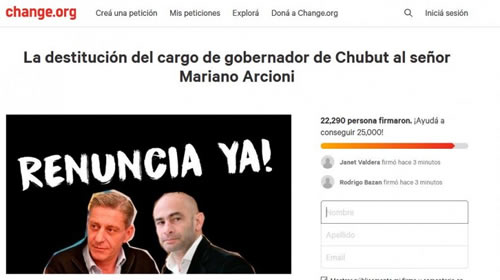 change.org
Creá una petición
Mis peticiones
Explorá
Doná a Change.org
Iniciá sesión
La destitución del cargo de gobernador de Chubut al señor
Mariano Arcioni
RENUNCIA YA!
22,290 persona firmaron. ¡Ayudá a
conseguir 25,000!
Janet Valdera firmó hace 3 minutos
Rodrigo Bazan firmó hace 3 minutos
Nombre
Apellido
Email